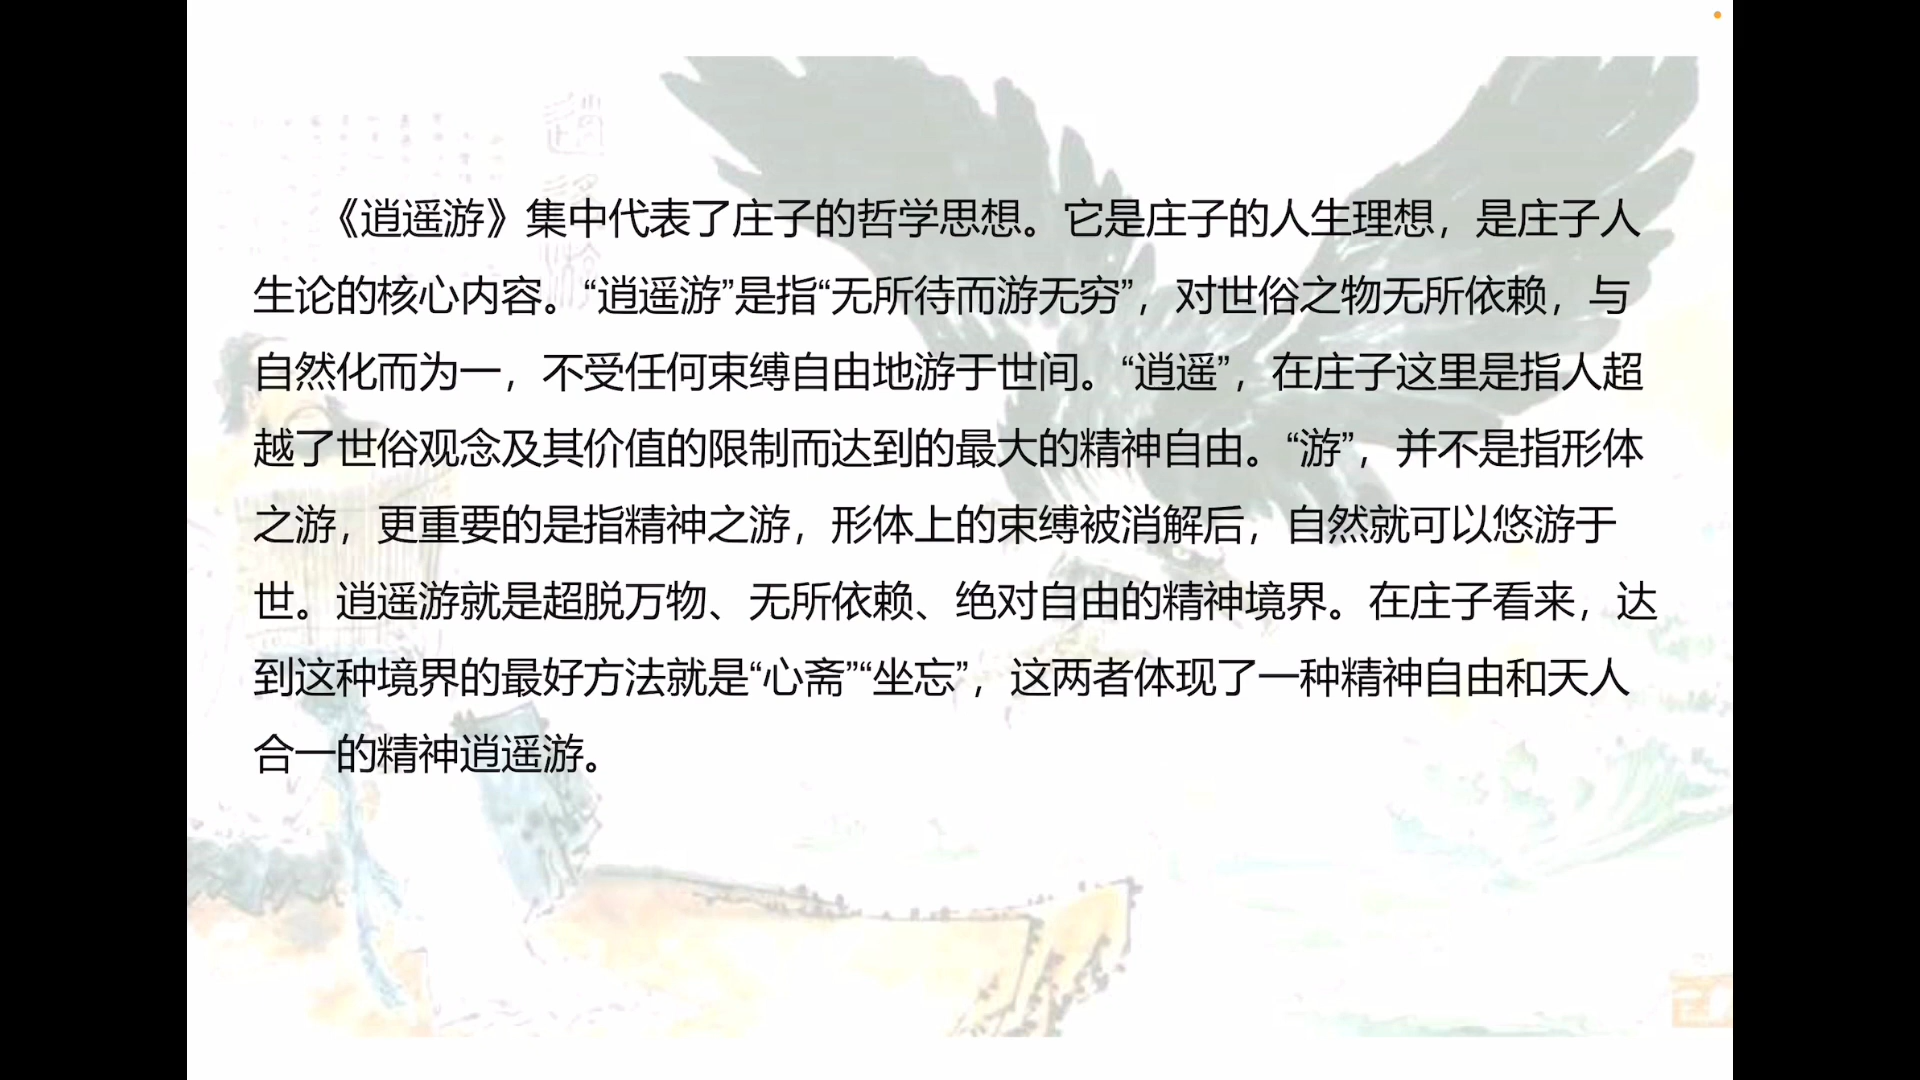 《逍遥游》集中代表了庄子的哲学思想。它是庄子的人生理想，是庄子人
生论的核心内容。“逍遥游”是指“无所待而游无穷”，对世俗之物无所依赖，与
自然化而为一，不受任何束缚自由地游于世间。“逍遥”，在庄子这里是指人超
越了世俗观念及其价值的限制而达到的最大的精神自由。“游”，并不是指形体
之游，更重要的是指精神之游，形体上的束缚被消解后，自然就可以悠游于
世。逍遥游就是超脱万物、无所依赖、绝对自由的精神境界。在庄子看来，达
到这种境界的最好方法就是“心斋”“坐忘”，这两者体现了一种精神自由和天人
合一的精神逍遥游。